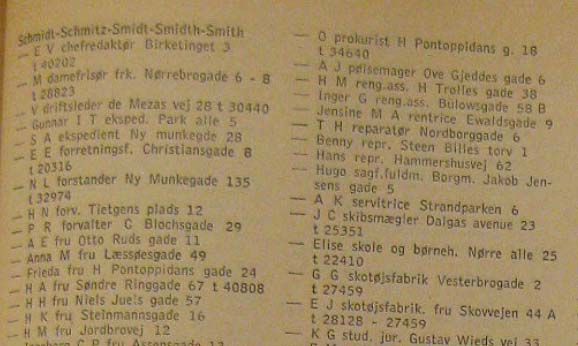 Schmidt-Schmitz-Smidt-Smidth-Smith
— E V chefredaktør Birketinget 3
t 40202
— M damefrisør frk. Nørrebrogade 6 - 8
t 28823
— V driftsleder de Mezas vej 28 t 30440
— Gunnar I T eksped. Park alle 5
— S A ekspedient Ny munkegde 28
— E E forretningsf. Christiansgade 8
t 20316
— N L forstander Ny Munkegade 135
t 32974
— H N forv. Tietgens plads 12
— P R forvalter C Blochsgade 29
— A E fru Otto Ruds gade 11
— Anna M fru Læssøesgade 49
— Frieda fru H Pontoppidans gade 24
— H A fru Søndre Ringgade 67 t 40808
— H H fru Niels Juels gade 57
— H K fru Steinmannsgade 16
— H M fru Jordbrovej 12
— Ingeborg C P fru Assensgade
— O prokurist H Pontoppidans g. 18
t 34640
— A J pølsemager Ove Gjeddes gade 6
— H M reng.ass. H Trolles gade 38
— Inger G reng.ass. Bülowsgade 58 B
— Jensine M A rentrice Ewaldsgade 9
— T H reparatør Nordborggade 6
— Benny repr. Steen Billes torv 1
— Hans repr. Hammershusvej 62
— Hugo sagf.fuldm. Borgm. Jakob Jen-
sens gade 5
— A K servitrice Strandparken 6
— J C skibsmægler Dalgas avenue 23
t 25351
— Elise skole og børneh. Nørre alle 25
t 22410
— G G skotøjsfabrik Vesterbrogade 2
t 27459
— E J skotøjsfabrik. fru Skovvejen 44 A
t 28128 - 27459
— K G stud. jur. Gustav Wieds vej 33